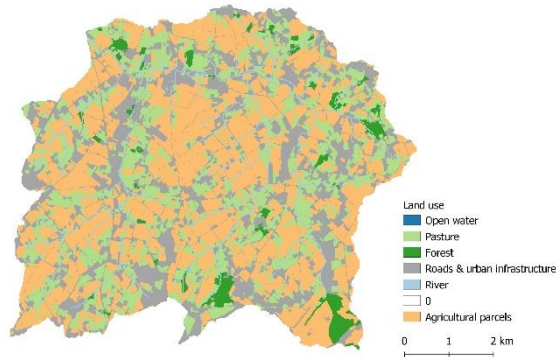 Land use
Open water
Pasture
Forest
Roads & urban infrastructure
River
0
Agricultural parcels
0 1 2 km